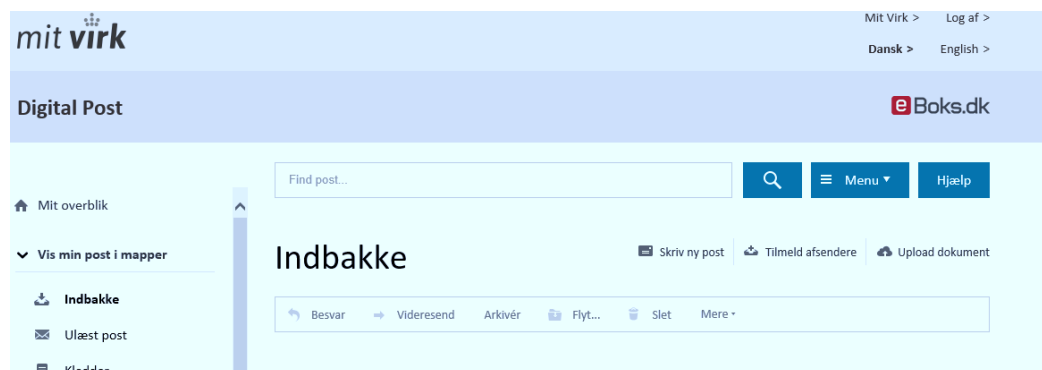 mit virk
Mit Virk > Log af >
Dansk > English >
Digital Post
eBoks.dk
Find post...
Menu
Hjælp
Mit overblik
Vis min post i mapper
Indbakke
Ulæst post
Kladder
Indbakke
Skriv ny post
Tilmeld afsendere
Upload dokument
Besvar Videresend Arkivér Flyt... Slet Mere